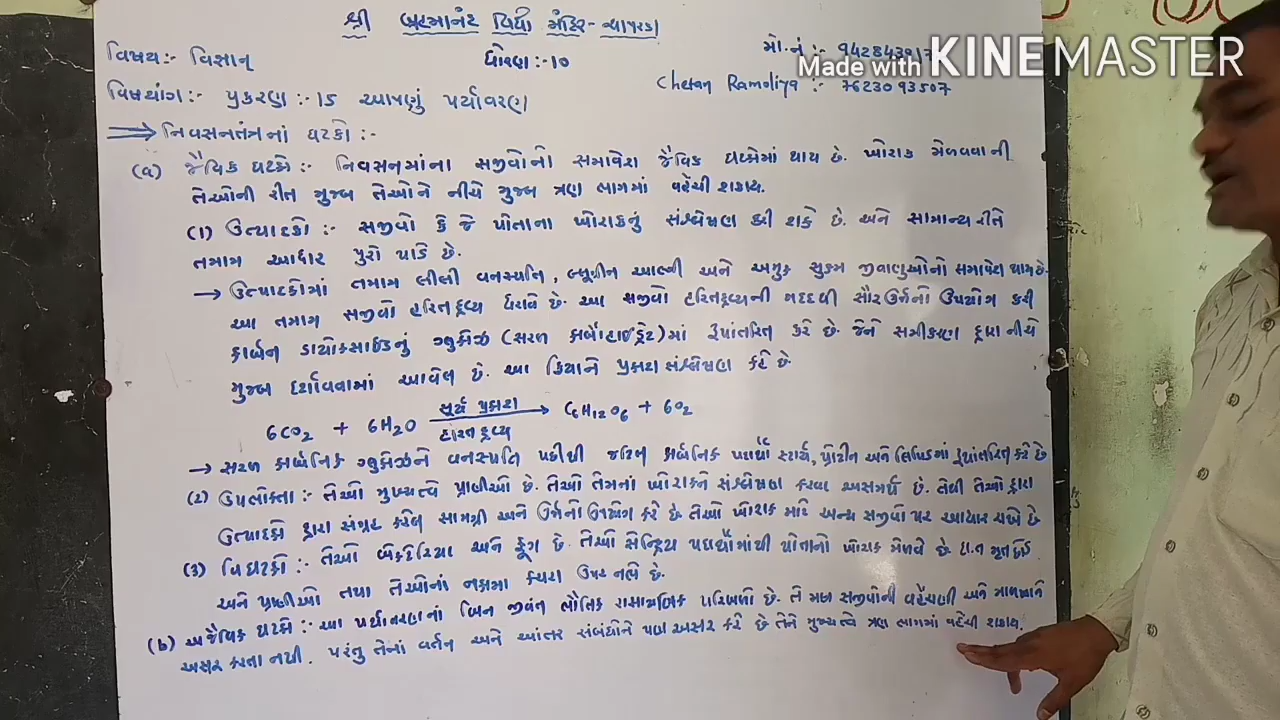 શ્રી બ્રહમાનંદ વિદ્યા મંદિર - ચાપરડા
વિષય:- વિજ્ઞાન ધોરણ:-10 મો.નં :-
Made with KINEMASTER
વિષયાંગ:- પ્રકરણ :- 15 આપણું પર્યાવરણ Chetan Ramoliya :- 7623093507
⟹ નિવસનતંત્રનાં ઘટકો :-
(a) જૈવિક ઘટકો :- નિવસનમાંના સજીવોનો સમાવેશ જૈવિક ઘટકોમાં થાય છે. ખોરાક મેળવવાની
તેઓની રીત મુજબ તેઓને નીચે મુજબ ત્રણ ભાગમાં વહેંચી શકાય.
(1) ઉત્પાદકો :- સજીવો કે જે પોતાના ખોરાકનું સંશ્લેષણ કરી શકે છે. અને સામાન્ય રીતે
તમામ આધાર પુરો પાડે છે.
→ ઉત્પાદકોમાં તમામ લીલી વનસ્પતિ, બ્લૂગ્રીન આલ્ગી અને અમુક સુક્ષ્મ જીવાણુઓનો સમાવેશ થાય છે.
આ તમામ સજીવો હરિતદ્રવ્ય ધરાવે છે. આ સજીવો હરિતદ્રવ્યની મદદથી સૌરઉર્જાનો ઉપયોગ કરી
કાર્બન ડાયોકસાઇડનું ગ્લુકોઝ (સરળ કાર્બોહાઇડ્રેટ)માં રૂપાંતરિત કરે છે. જેને સમીકરણ દ્વારા નીચે
મુજબ દર્શાવવામાં આવેલ છે. આ ક્રિયાને પ્રકાશસંશ્લેષણ કહે છે.
સૂર્ય પ્રકાશ
6CO2 + 6H2O ⟶ C6H12O6 + 6O2
હરિતદ્રવ્ય
→ સરળ કાર્બનિક ગ્લુકોઝને વનસ્પતિ પછીથી જટિલ કાર્બનિક પદાર્થો સ્ટાર્ચ, પ્રોટીન અને લિપિડમાં રૂપાંતરિત કરે છે
(2) ઉપભોક્તા :- તેઓ મુખ્યત્વે પ્રાણીઓ છે. તેઓ તેમનાં ખોરાકને સંશ્લેષણ કરવા અસમર્થ છે. તેથી તેઓ દ્વારા
ઉત્પાદકો દ્વારા સંગ્રહ કરેલ સામગ્રી અને ઉર્જાનો ઉપયોગ કરે છે. તેઓ ખોરાક માટે અન્ય સજીવો પર આધાર રાખે છે
(3) વિઘટકો :- તેઓ બેકટેરિયા અને ફૂગ છે. તેઓ સેન્દ્રિય પદાર્થોમાંથી પોતાનો ખોરાક મેળવે છે. દા.ત મૃત
અને પ્રાણીઓ તથા તેઓનાં નકામા કચરા ઉપર નભે છે.
(b) અજૈવિક ઘટકો :- આ પર્યાવરણનાં બિન જીવંત ભૌતિક રાસાયણિક પરિબળો છે. તે માત્ર સજીવોની વહેંચણી અને માળખાને
અસર કરતા નથી. પરંતુ તેનાં વર્તન અને આંતર સંબંધોને પણ અસર કરે છે તેને મુખ્યત્વે ત્રણ ભાગમાં વહેંચી શકાય.